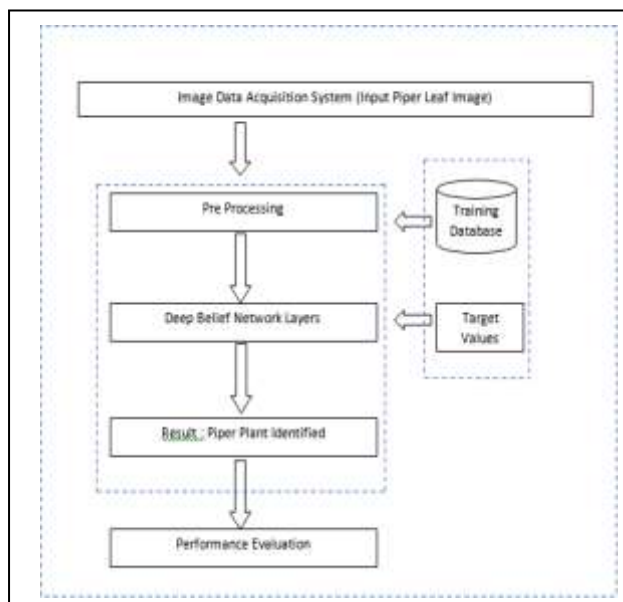 Image Data Acquisition System (Input Piper Leaf Image)
Pre Processing
Training
Database
Deep Belief Network Layers
Target
Values
Result : Piper Plant Identified
Performance Evaluation